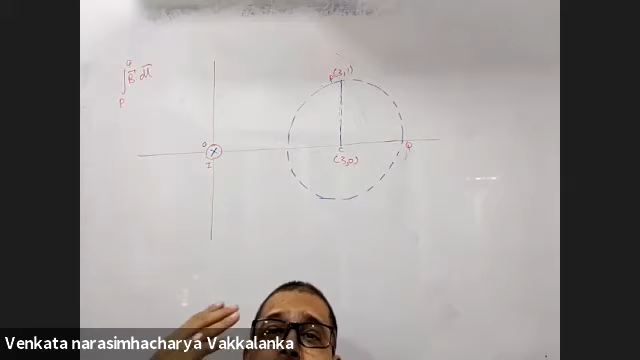 Q
∫ B⃗·dl⃗
P
P(3,1)
O
I
C
Q
(3,0)
Venkata narasimhacharya Vakkalanka